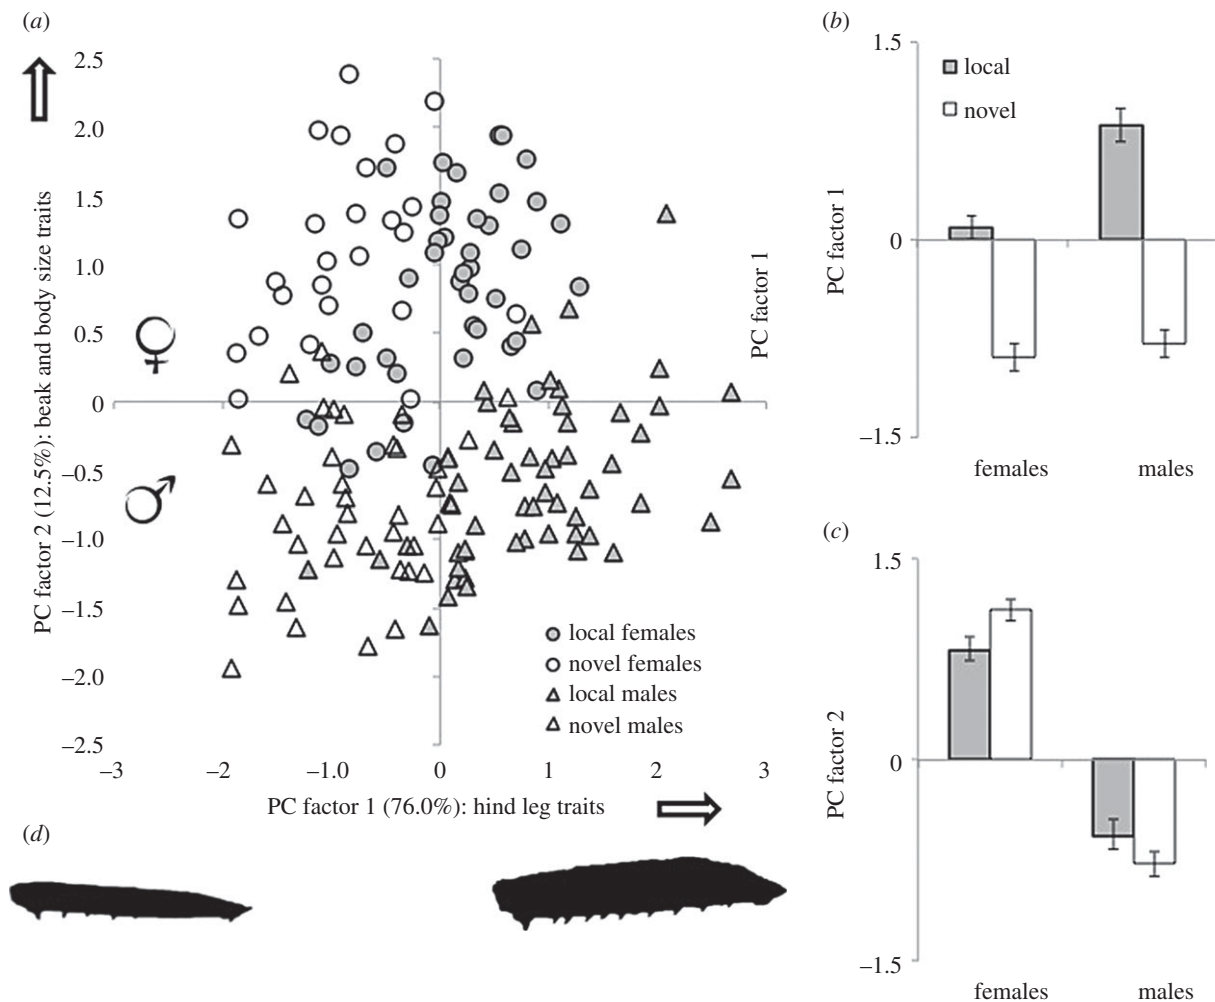 (a)
PC factor 2 (12.5%): beak and body size traits
2.5
2.0
1.5
1.0
0.5
0
–0.5
–1.0
–1.5
–2.0
–2.5
–3
–2
–1.0
0
1
2
3
PC factor 1 (76.0%): hind leg traits
PC factor 1
local females
novel females
local males
novel males
(b)
PC factor 1
1.5
0
–1.5
local
novel
females males
(c)
PC factor 2
1.5
0
–1.5
females males
(d)